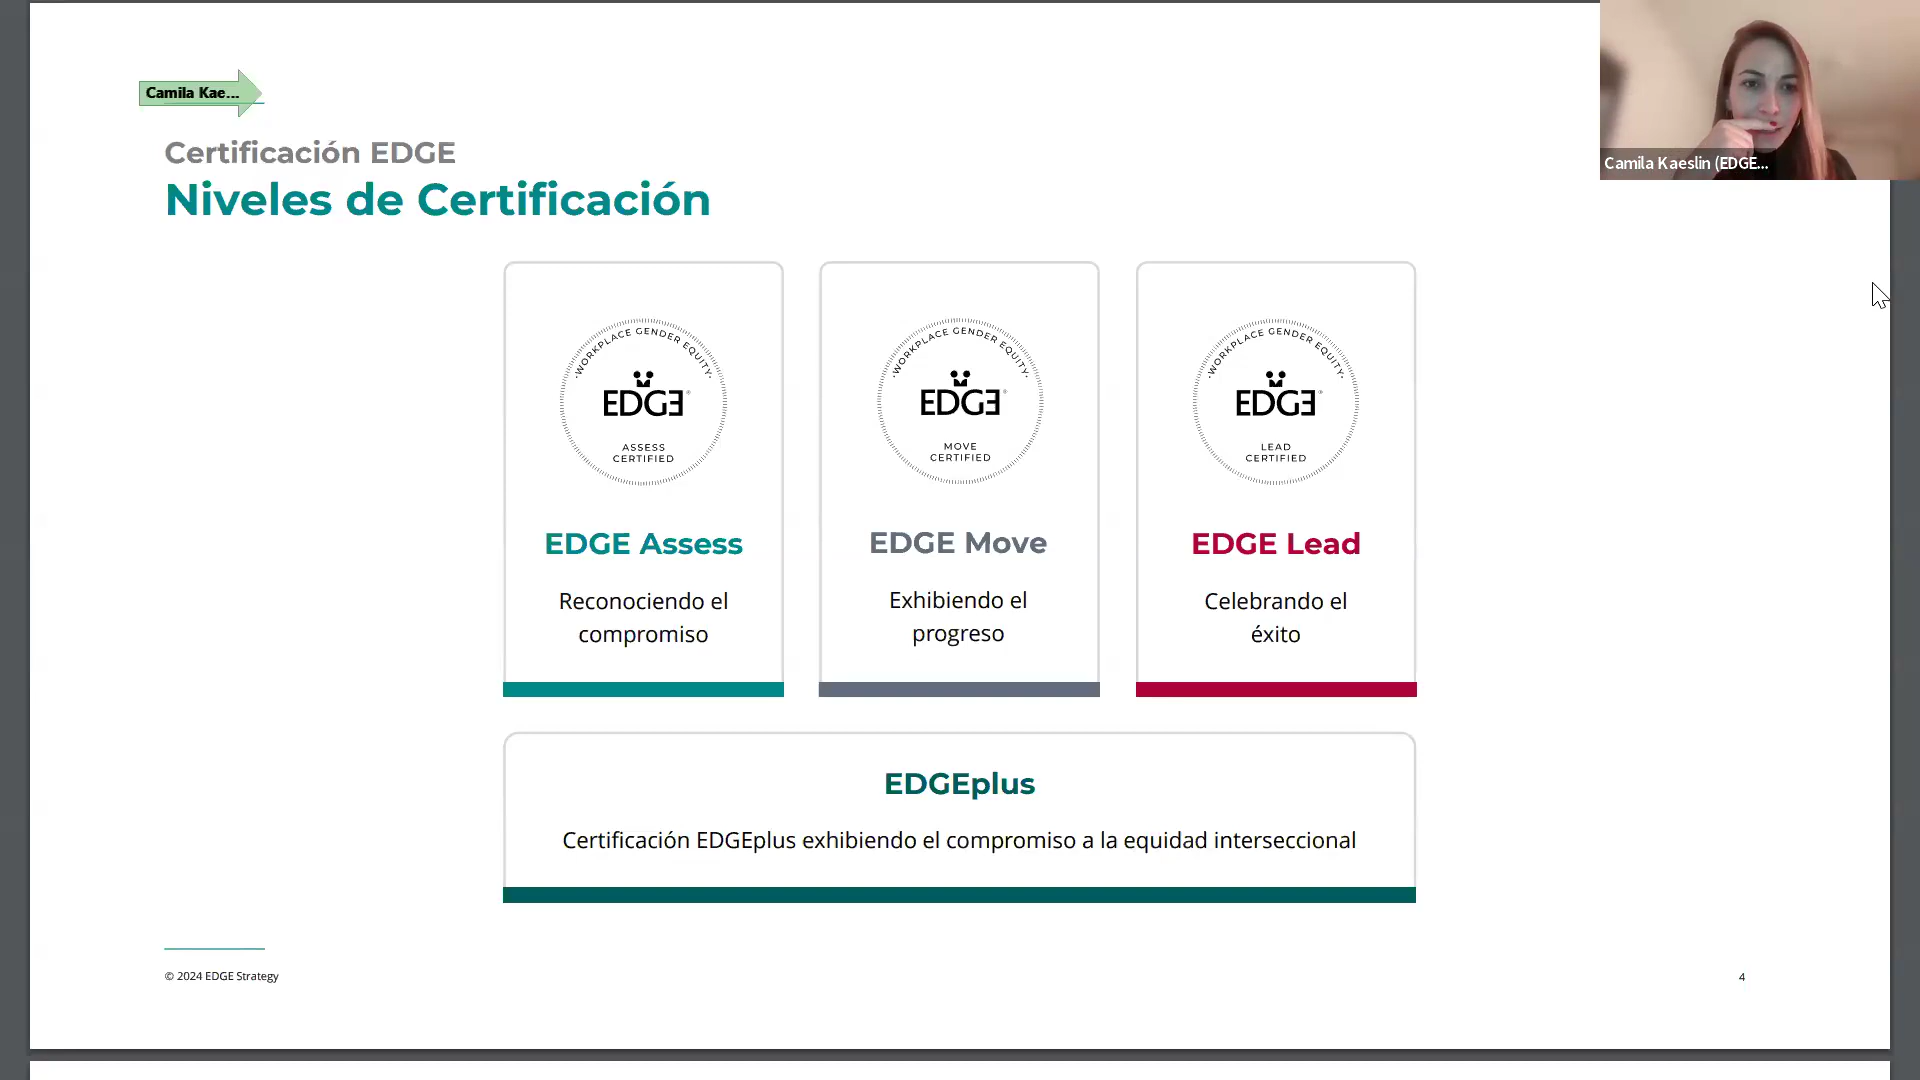 Camila Kae...
Camila Kaeslin (EDGE...
Certificación EDGE
Niveles de Certificación
·WORKPLACE GENDER EQUITY·
EDGE®
ASSESS
CERTIFIED
EDGE Assess
Reconociendo el
compromiso
·WORKPLACE GENDER EQUITY·
EDGE®
MOVE
CERTIFIED
EDGE Move
Exhibiendo el
progreso
·WORKPLACE GENDER EQUITY·
EDGE®
LEAD
CERTIFIED
EDGE Lead
Celebrando el
éxito
EDGEplus
Certificación EDGEplus exhibiendo el compromiso a la equidad interseccional
© 2024 EDGE Strategy
4